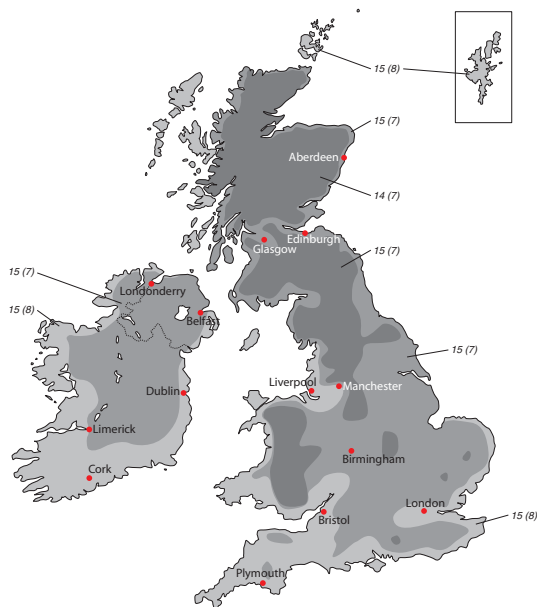 15 (8)
15 (7)
Aberdeen
14 (7)
Edinburgh
Glasgow
15 (7)
15 (7)
Londonderry
15 (8)
Belfast
15 (7)
Liverpool
Manchester
Dublin
Limerick
Birmingham
Cork
London
Bristol
15 (8)
Plymouth